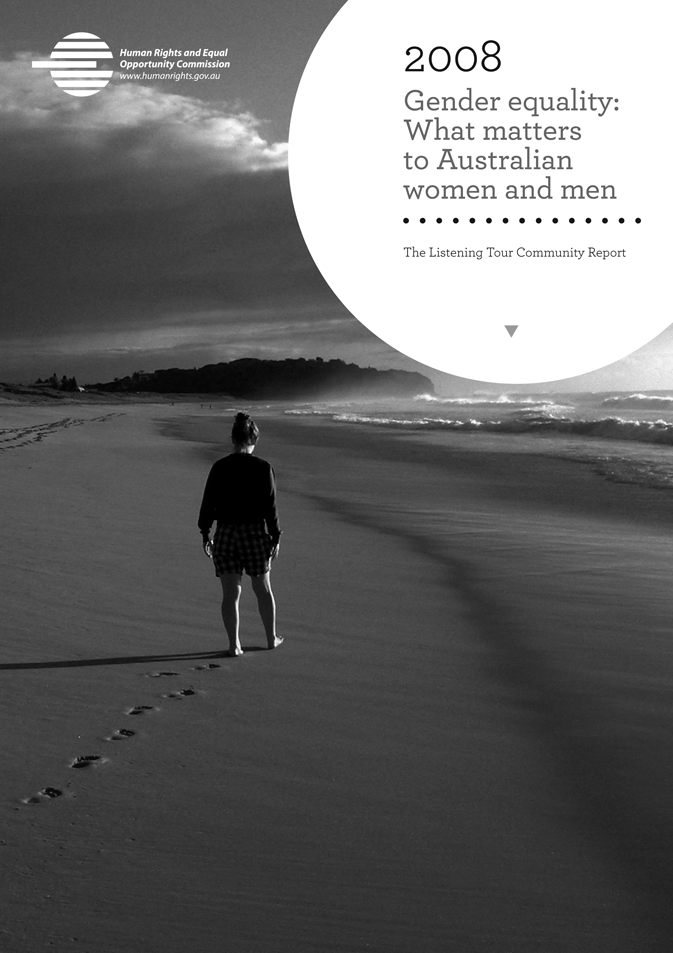 Human Rights and Equal
Opportunity Commission
www.humanrights.gov.au
2008
Gender equality:
What matters
to Australian
women and men
The Listening Tour Community Report